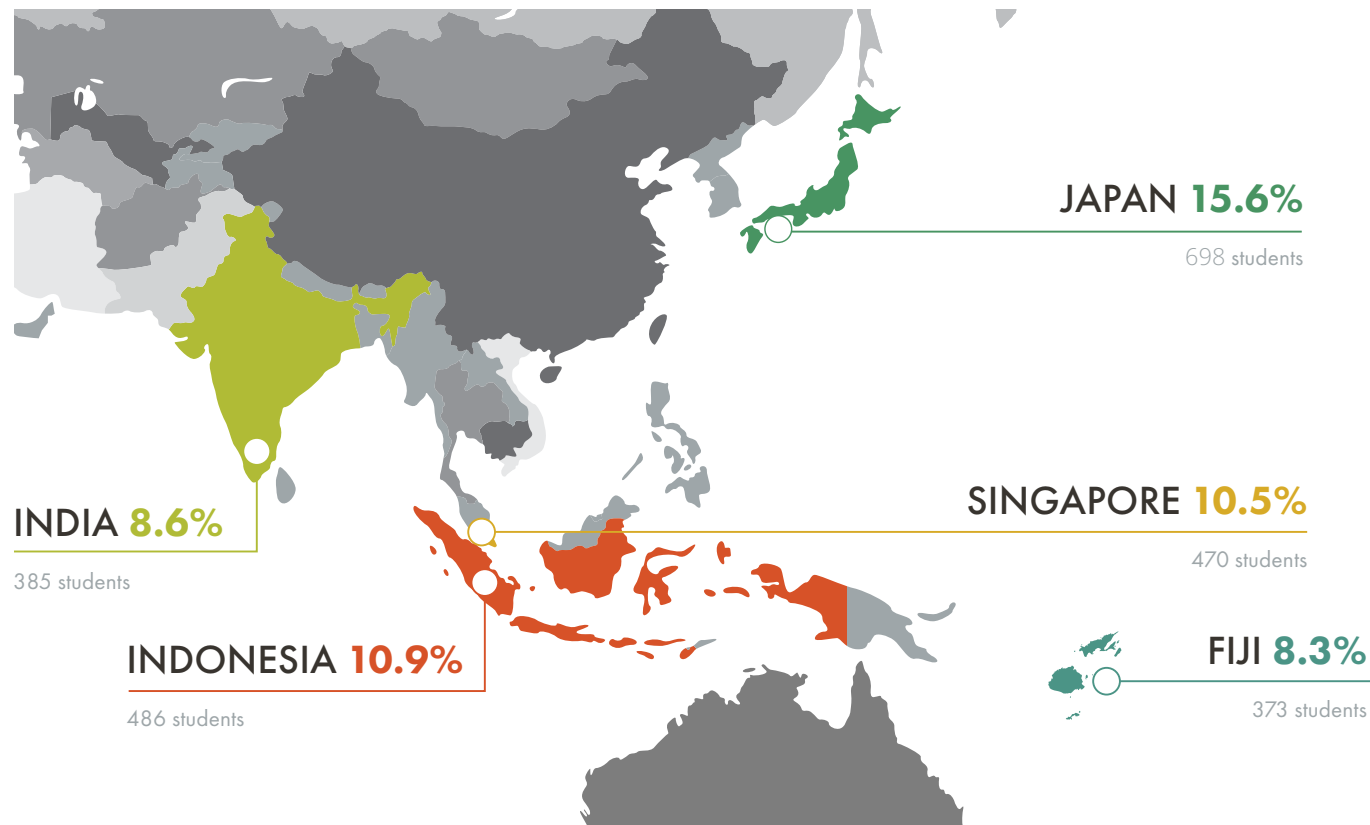 JAPAN 15.6%
698 students
SINGAPORE 10.5%
470 students
INDIA 8.6%
385 students
INDONESIA 10.9%
486 students
FIJI 8.3%
373 students